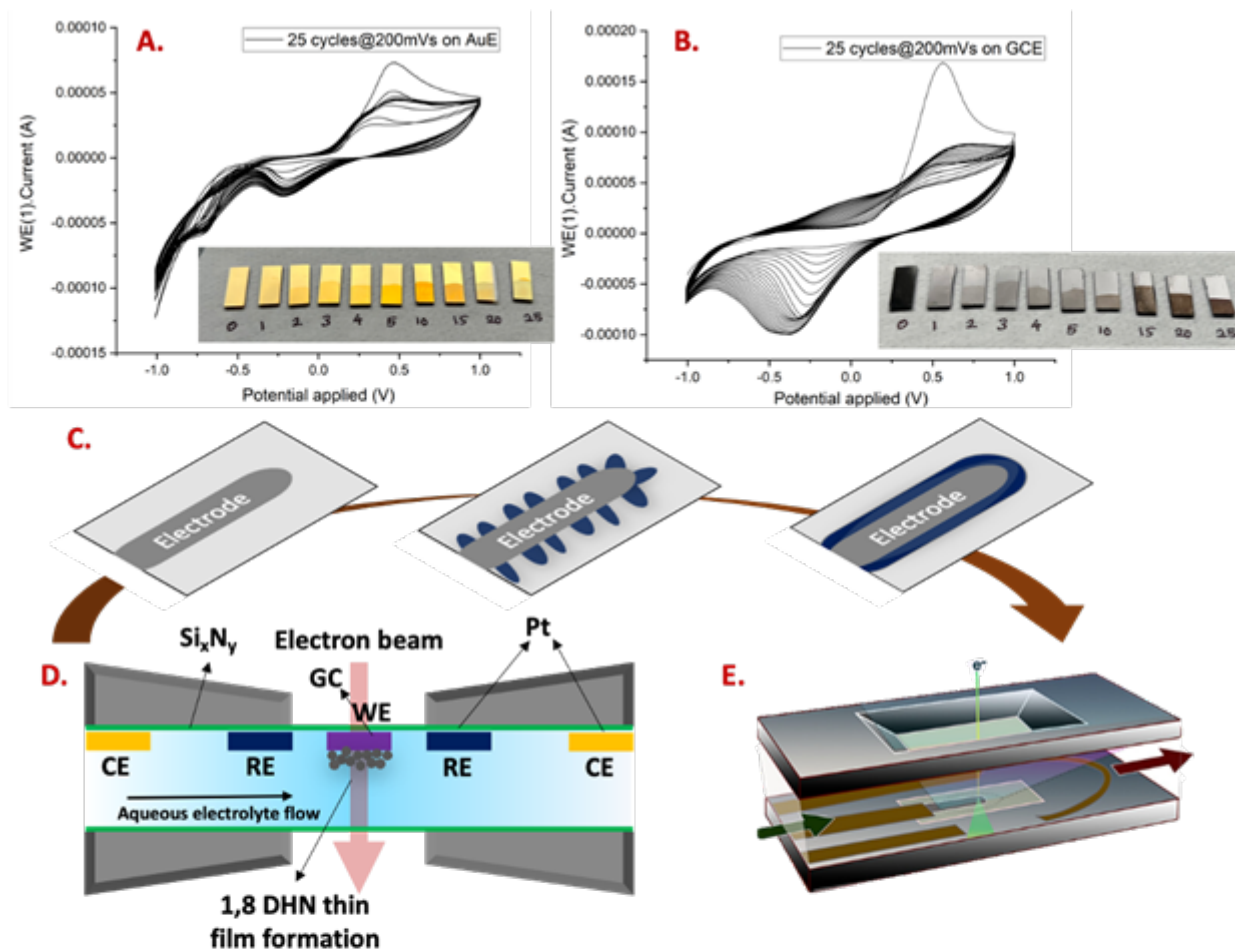 A.
25 cycles@200mVs on AuE
WE(1).Current (A)
0.00010
0.00005
0.00000
-0.00005
-0.00010
-0.00015
-1.0 -0.5 0.0 0.5 1.0
Potential applied (V)
0 1 2 3 4 5 10 15 20 25
B.
25 cycles@200mVs on GCE
WE(1).Current (A)
0.00020
0.00015
0.00010
0.00005
0.00000
-0.00005
-0.00010
-1.0 -0.5 0.0 0.5 1.0
Potential applied (V)
0 1 2 3 4 5 10 15 20 25
C.
Electrode
Electrode
Electrode
D.
SixNy
Electron beam
Pt
GC
WE
CE
RE
RE
CE
Aqueous electrolyte flow
1,8 DHN thin
film formation
E.
e-